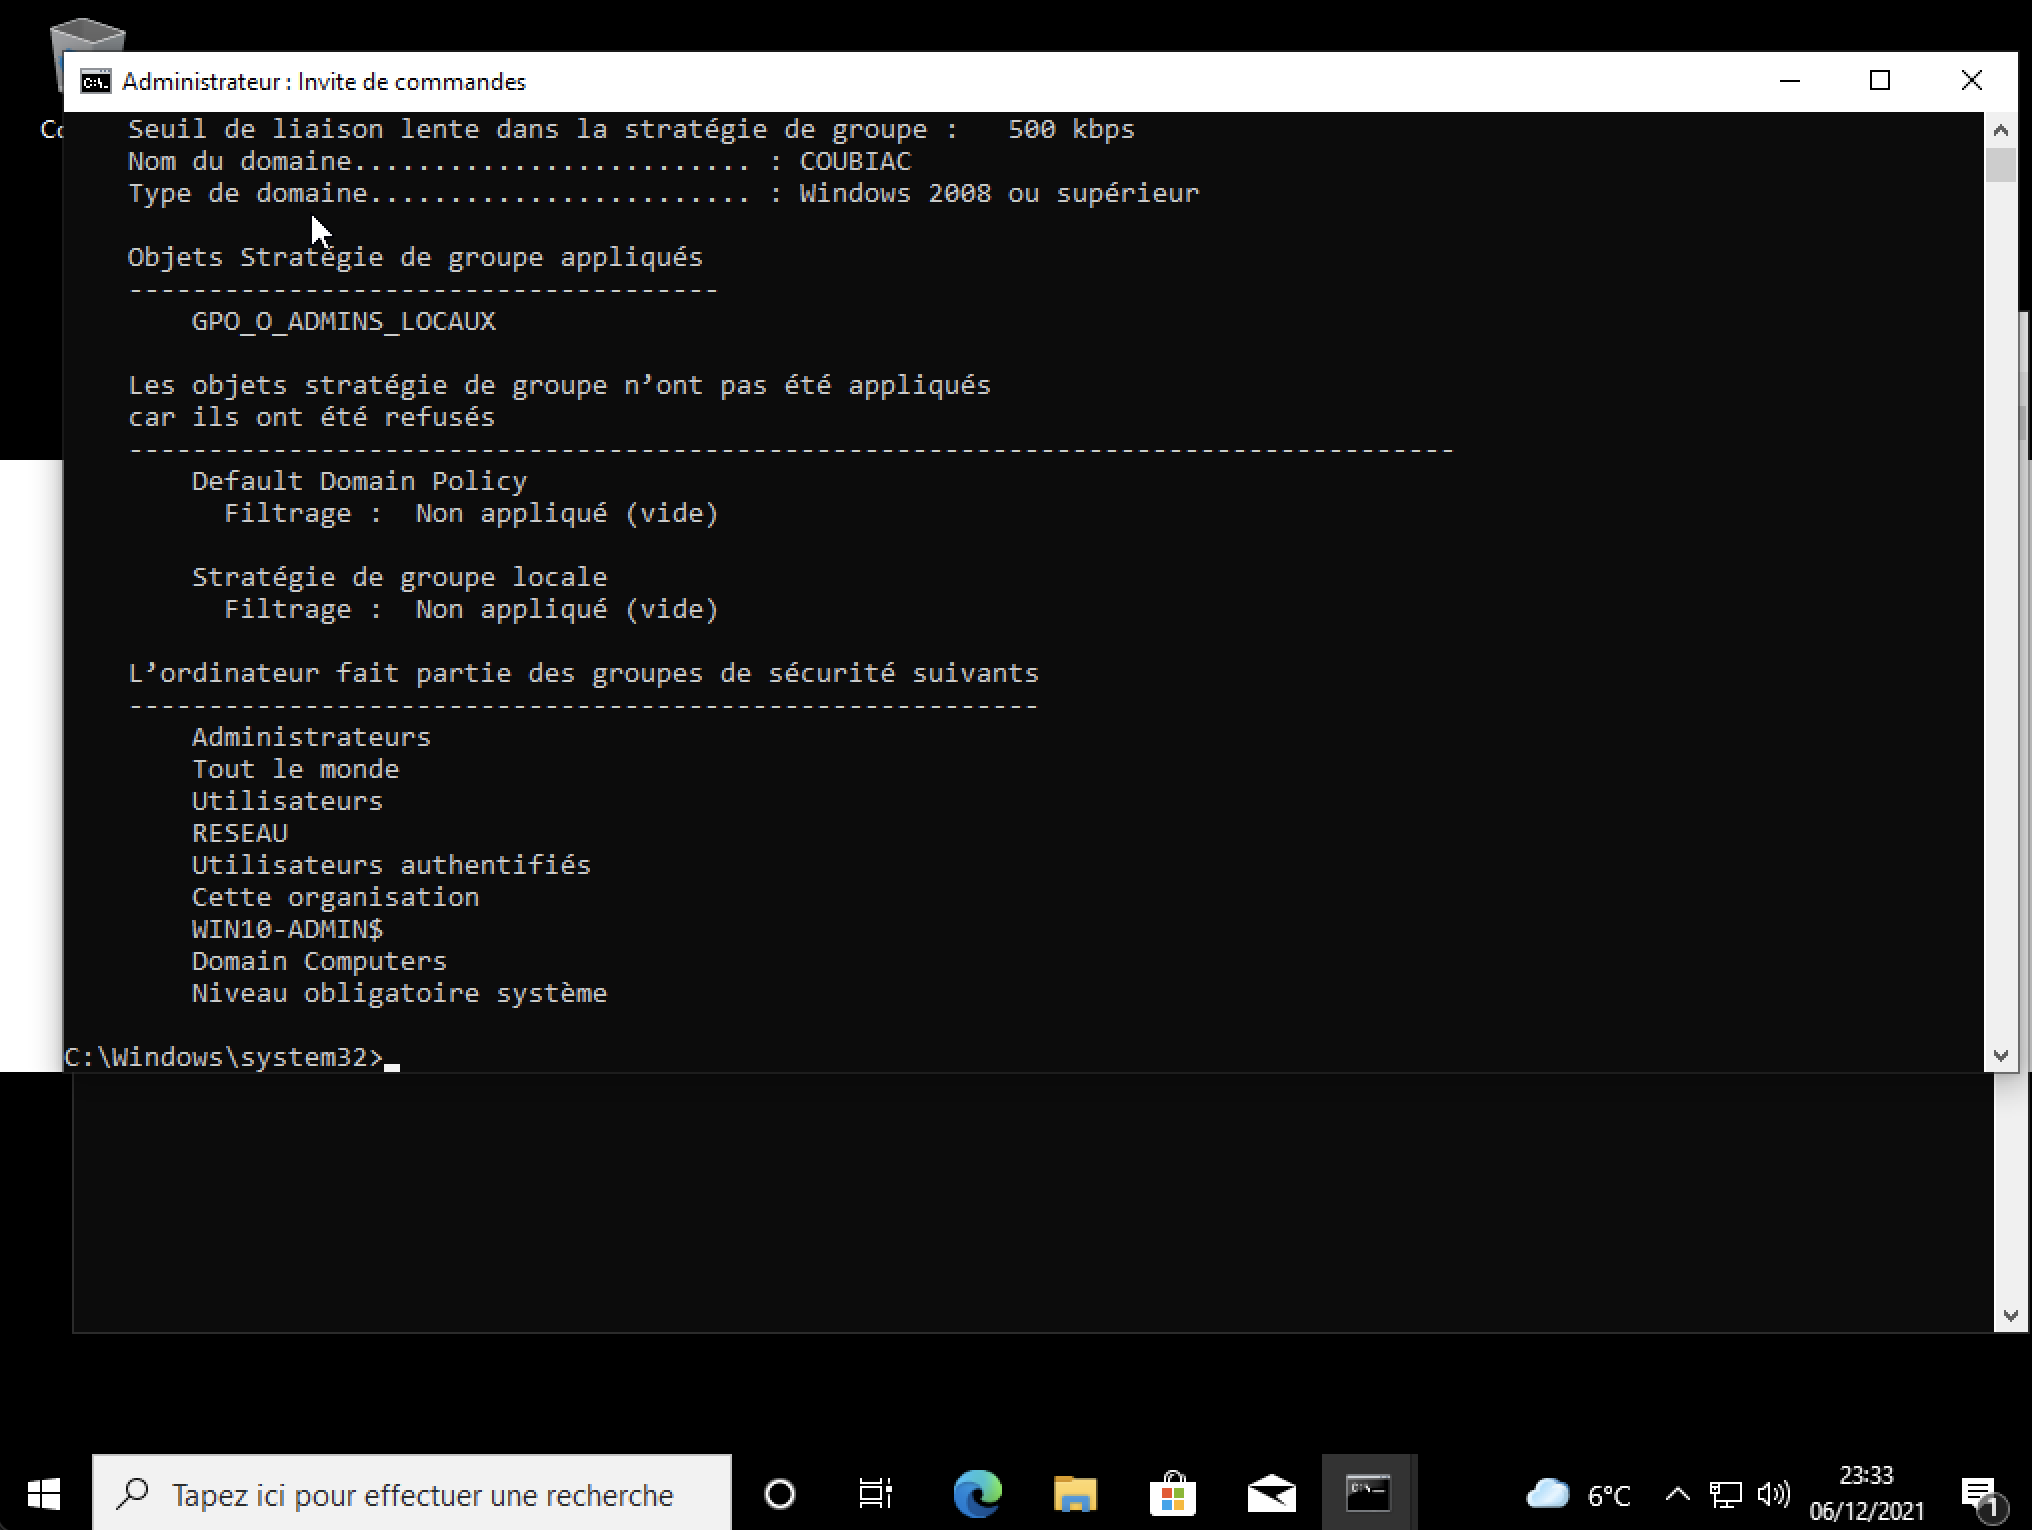 Administrateur : Invite de commandes
Seuil de liaison lente dans la stratégie de groupe :   500 kbps
Nom du domaine......................... : COUBIAC
Type de domaine........................ : Windows 2008 ou supérieur
Objets Stratégie de groupe appliqués
-------------------------------------
GPO_O_ADMINS_LOCAUX
Les objets stratégie de groupe n’ont pas été appliqués
car ils ont été refusés
-----------------------------------------------------------------------------------
Default Domain Policy
Filtrage :  Non appliqué (vide)
Stratégie de groupe locale
Filtrage :  Non appliqué (vide)
L’ordinateur fait partie des groupes de sécurité suivants
---------------------------------------------------------
Administrateurs
Tout le monde
Utilisateurs
RESEAU
Utilisateurs authentifiés
Cette organisation
WIN10-ADMIN$
Domain Computers
Niveau obligatoire système
C:\Windows\system32>
Tapez ici pour effectuer une recherche
6°C
23:33
06/12/2021
1